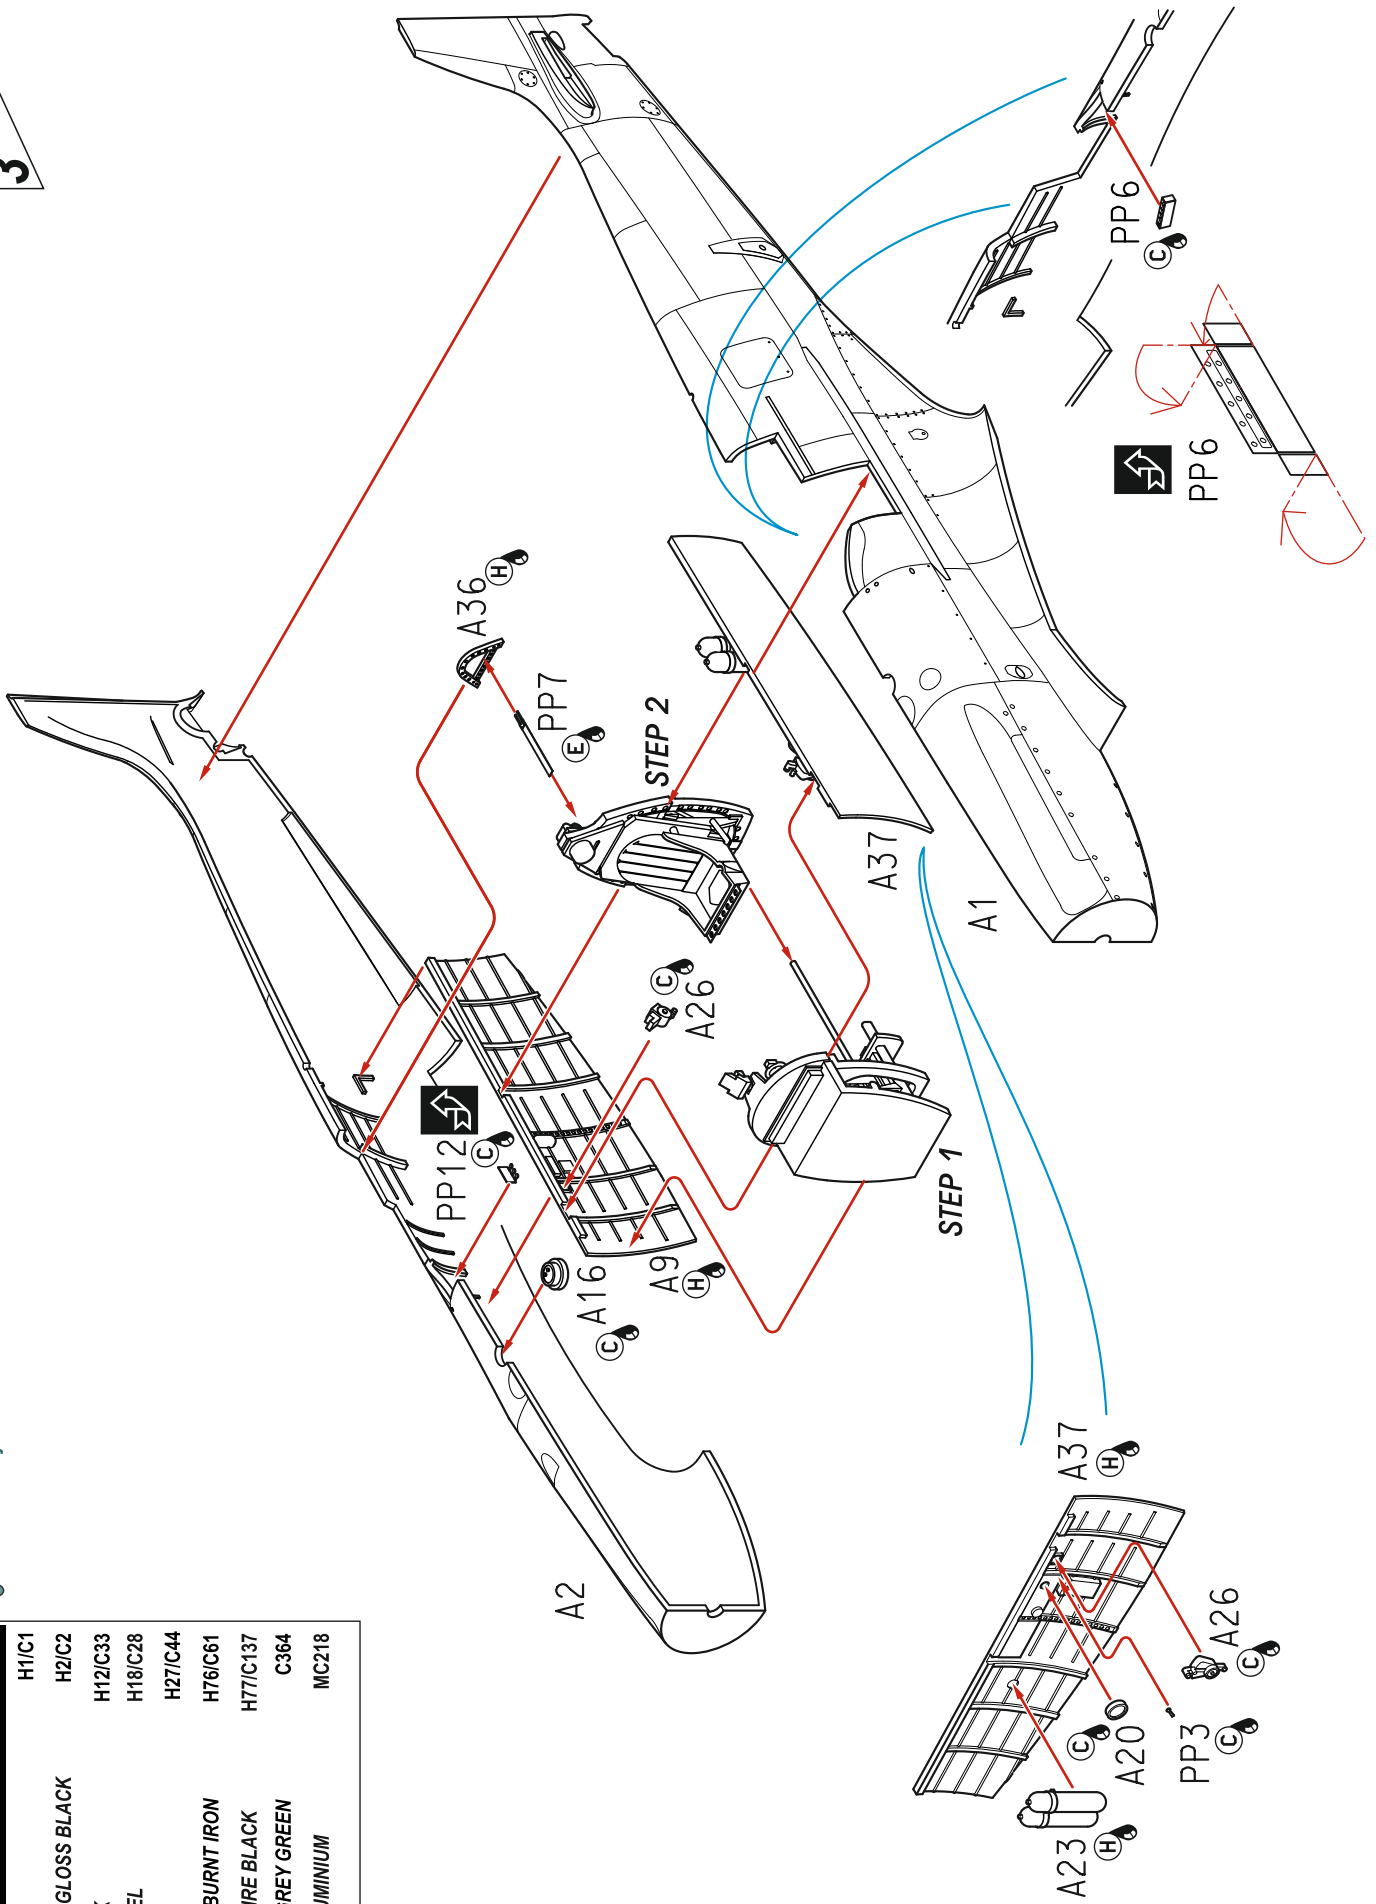 3
H1/C1
GLOSS BLACK H2/C2
H12/C33
H18/C28
H27/C44
BURNT IRON H76/C61
H77/C137
GREY GREEN C364
MC218
A36
H
PP7
E
STEP 2
A37
A1
C
A26
PP12
C
STEP 1
A9
H
A16
C
A2
PP6
C
PP6
A37
H
A26
C
PP3
C
A20
C
A23
H